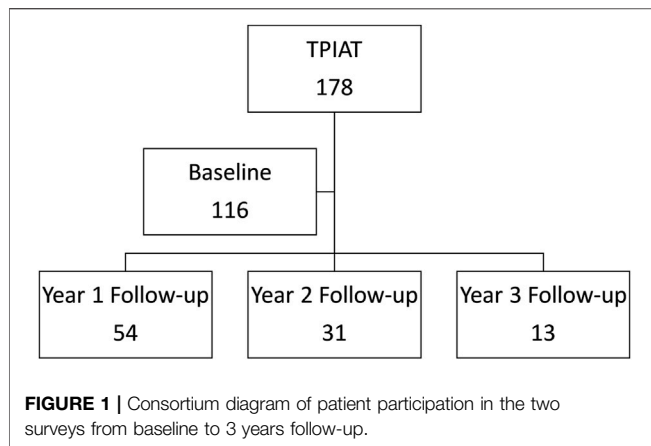 TPIAT
178
Baseline
116
Year 1 Follow-up
54
Year 2 Follow-up
31
Year 3 Follow-up
13
FIGURE 1 | Consortium diagram of patient participation in the two
surveys from baseline to 3 years follow-up.